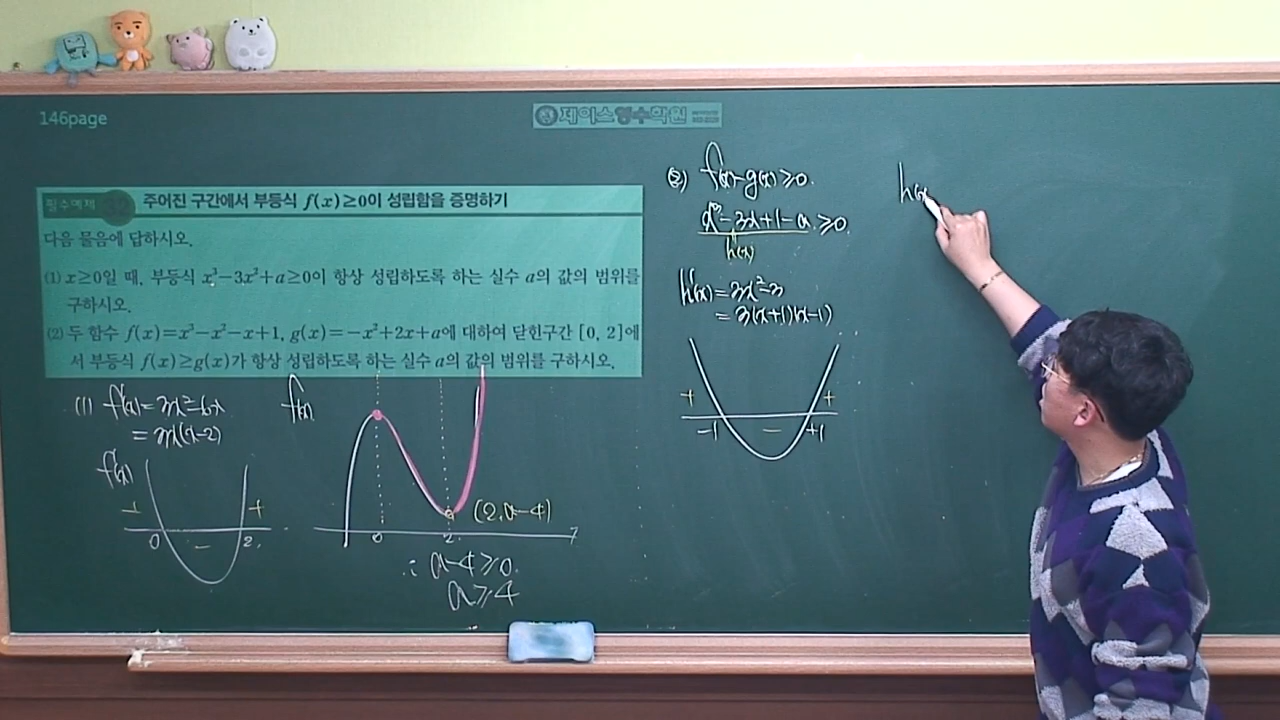 146page
제이스영수학원
필수예제 32 주어진 구간에서 부등식 f(x)≥0이 성립함을 증명하기
다음 물음에 답하시오.
(1) x≥0일 때, 부등식 x³-3x²+a≥0이 항상 성립하도록 하는 실수 a의 값의 범위를
구하시오.
(2) 두 함수 f(x)=x³-x²-x+1, g(x)=-x²+2x+a에 대하여 닫힌구간 [0, 2]에
서 부등식 f(x)≥g(x)가 항상 성립하도록 하는 실수 a의 값의 범위를 구하시오.
(1) f'(x)=3x²-6x
=3x(x-2)
f'(x)
+ +
0 - 2
f(x)
(2, a-4)
0 2
∴ a-4≥0
a≥4
(2) f(x)-g(x)≥0.
x³-3x+1-a≥0
h(x)
h'(x)=3x²-3
=3(x+1)(x-1)
+ +
-1 - +1
h(x